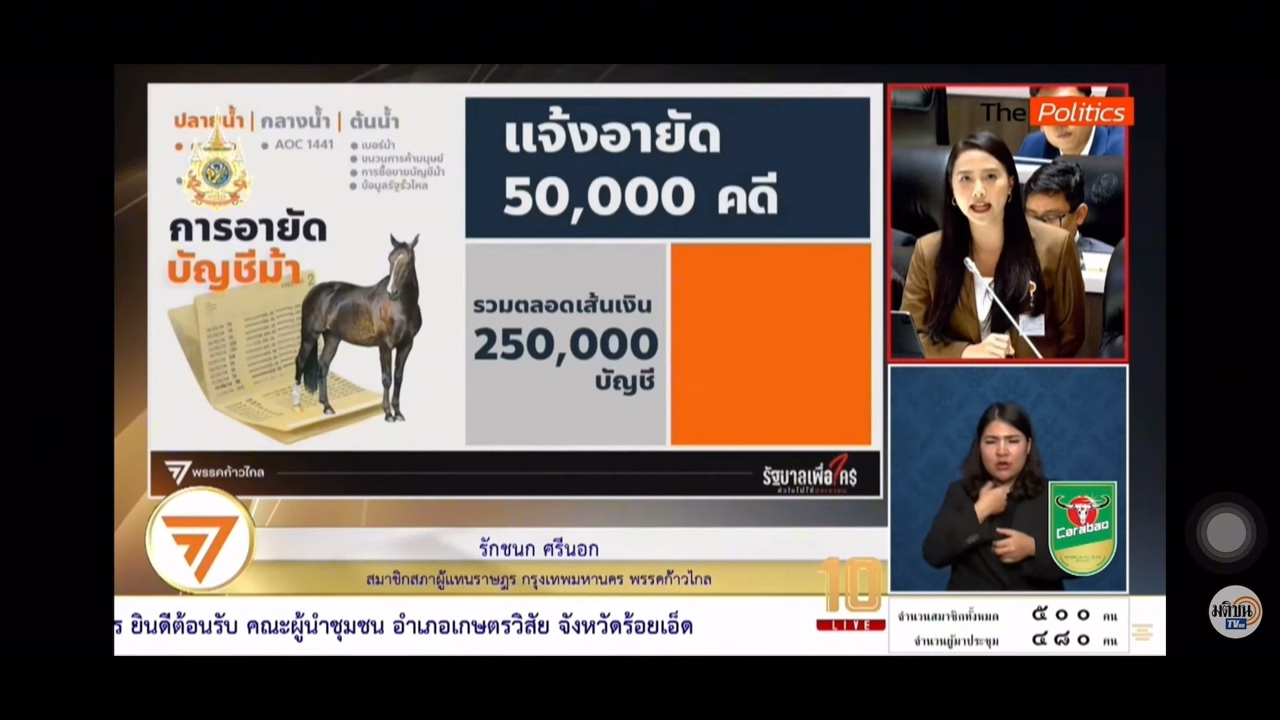 The Politics
ปลายน้ำ | กลางน้ำ | ต้นน้ำ
AOC 1441
เบอร์ม้า
ขบวนการค้ามนุษย์
การซื้อขายบัญชีม้า
ข้อมูลรัฐรั่วไหล
การอายัด
บัญชีม้า
แจ้งอายัด
50,000 คดี
รวมตลอดเส้นเงิน
250,000
บัญชี
พรรคก้าวไกล
รัฐบาลเพื่อใคร$
Carabao
รักชนก ศรีนอก
สมาชิกสภาผู้แทนราษฎร กรุงเทพมหานคร พรรคก้าวไกล
10
LIVE
ร ยินดีต้อนรับ คณะผู้นำชุมชน อำเภอเกษตรวิสัย จังหวัดร้อยเอ็ด
จำนวนสมาชิกทั้งหมด ๕๐๐ คน
จำนวนผู้มาประชุม ๔๘๐ คน
มติชน
TV